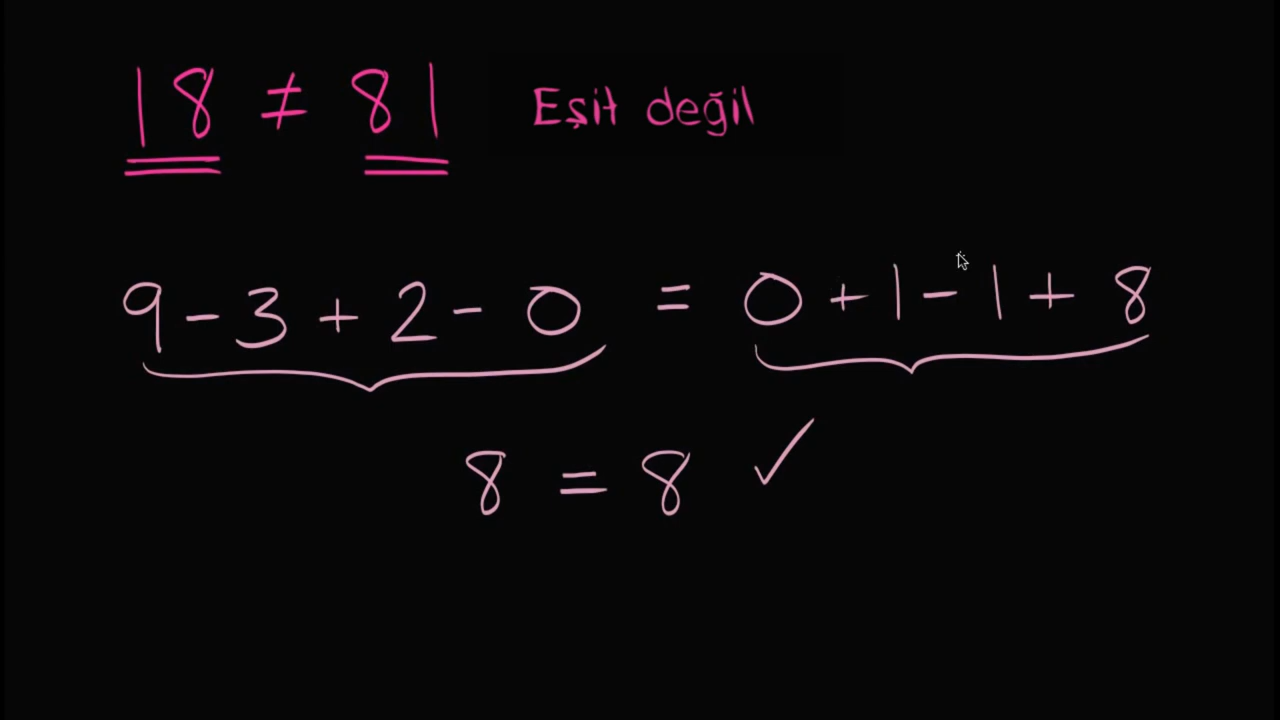 18 ≠ 81 Eşit değil
9 - 3 + 2 - 0 = 0 + 1 - 1 + 8
8 = 8 ✓